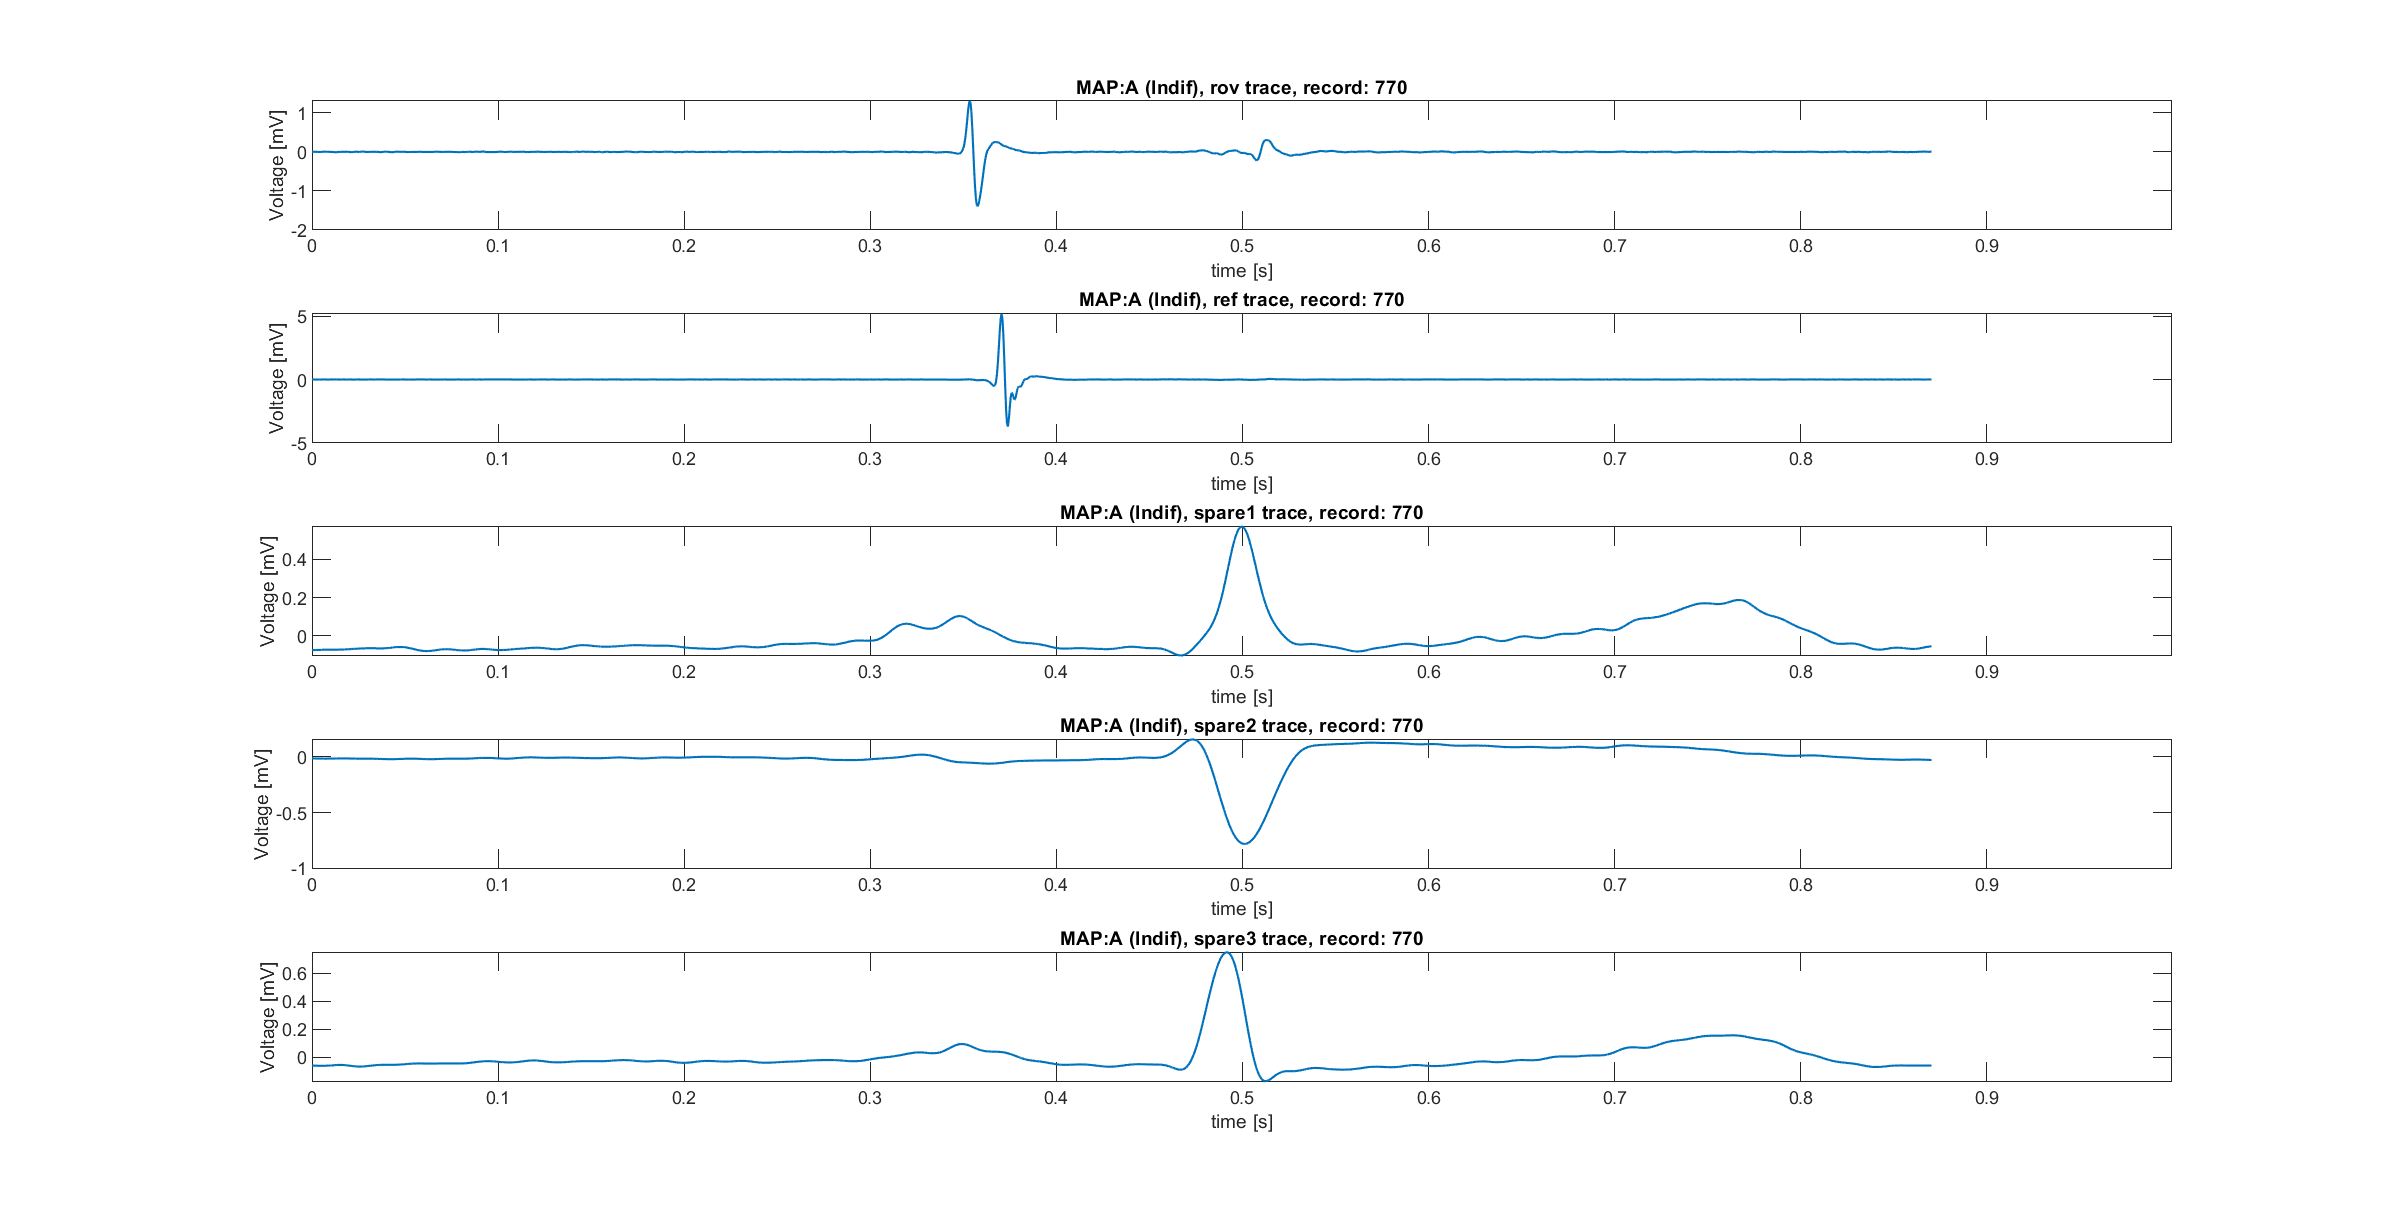 MAP:A (Indif), rov trace, record: 770
Voltage [mV]
1
0
-1
-2
0 0.1 0.2 0.3 0.4 0.5 0.6 0.7 0.8 0.9
time [s]
MAP:A (Indif), ref trace, record: 770
Voltage [mV]
5
0
-5
0 0.1 0.2 0.3 0.4 0.5 0.6 0.7 0.8 0.9
time [s]
MAP:A (Indif), spare1 trace, record: 770
Voltage [mV]
0.4
0.2
0
0 0.1 0.2 0.3 0.4 0.5 0.6 0.7 0.8 0.9
time [s]
MAP:A (Indif), spare2 trace, record: 770
Voltage [mV]
0
-0.5
-1
0 0.1 0.2 0.3 0.4 0.5 0.6 0.7 0.8 0.9
time [s]
MAP:A (Indif), spare3 trace, record: 770
Voltage [mV]
0.6
0.4
0.2
0
0 0.1 0.2 0.3 0.4 0.5 0.6 0.7 0.8 0.9
time [s]